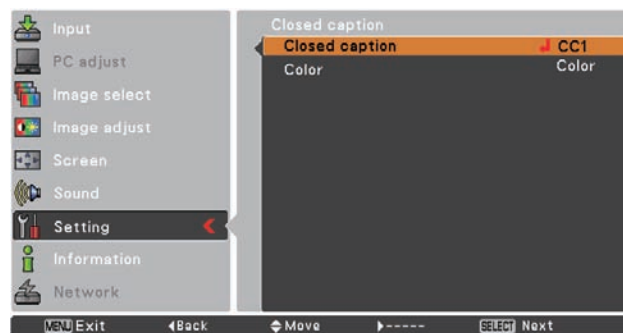 Input
PC adjust
Image select
Image adjust
Screen
Sound
Setting
Information
Network
Closed caption
Closed caption CC1
Color Color
MENU Exit Back Move ----- SELECT Next